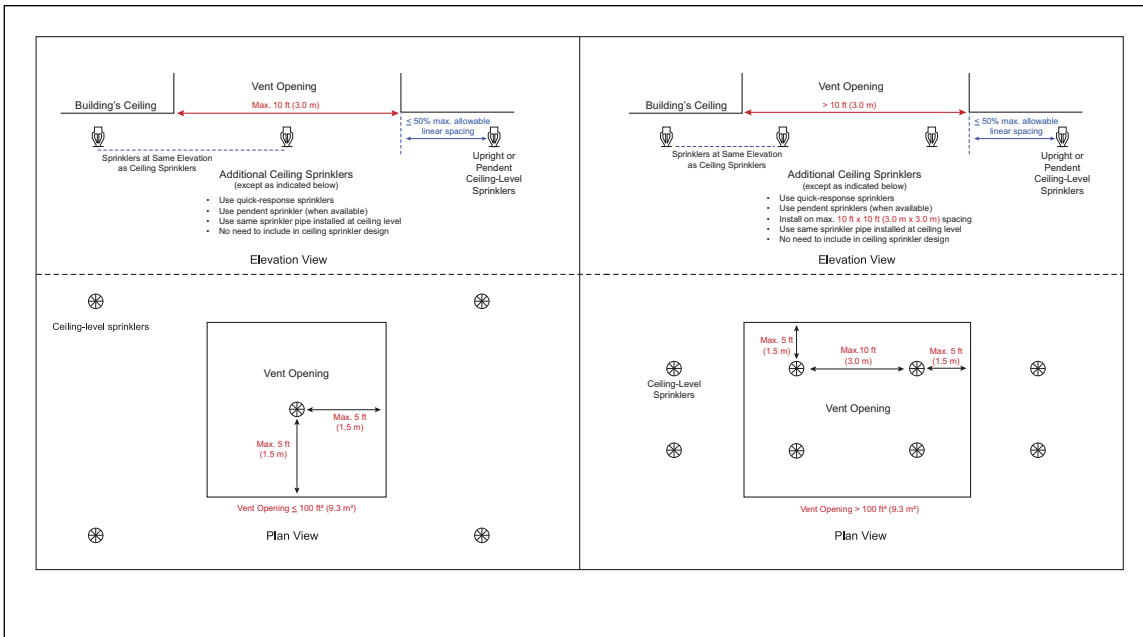 Vent Opening
Building's Ceiling
Max. 10 ft (3.0 m)
≤ 50% max. allowable
linear spacing
Sprinklers at Same Elevation
as Ceiling Sprinklers
Upright or
Pendent
Ceiling-Level
Sprinklers
Additional Ceiling Sprinklers
(except as indicated below)
• Use quick-response sprinklers
• Use pendent sprinkler (when available)
• Use same sprinkler pipe installed at ceiling level
• No need to include in ceiling sprinkler design
Elevation View
Ceiling-level sprinklers
Vent Opening
Max. 5 ft
(1.5 m)
Max. 5 ft
(1.5 m)
Vent Opening ≤ 100 ft² (9.3 m²)
Plan View
Vent Opening
Building's Ceiling
> 10 ft (3.0 m)
≤ 50% max. allowable
linear spacing
Sprinklers at Same Elevation
as Ceiling Sprinklers
Upright or
Pendent
Ceiling-Level
Sprinklers
Additional Ceiling Sprinklers
(except as indicated below)
• Use quick-response sprinklers
• Use pendent sprinklers (when available)
• Install on max. 10 ft x 10 ft (3.0 m x 3.0 m) spacing
• Use same sprinkler pipe installed at ceiling level
• No need to include in ceiling sprinkler design
Elevation View
Max. 5 ft
(1.5 m)
Max.10 ft
(3.0 m)
Max. 5 ft
(1.5 m)
Ceiling-Level
Sprinklers
Vent Opening
Vent Opening > 100 ft² (9.3 m²)
Plan View